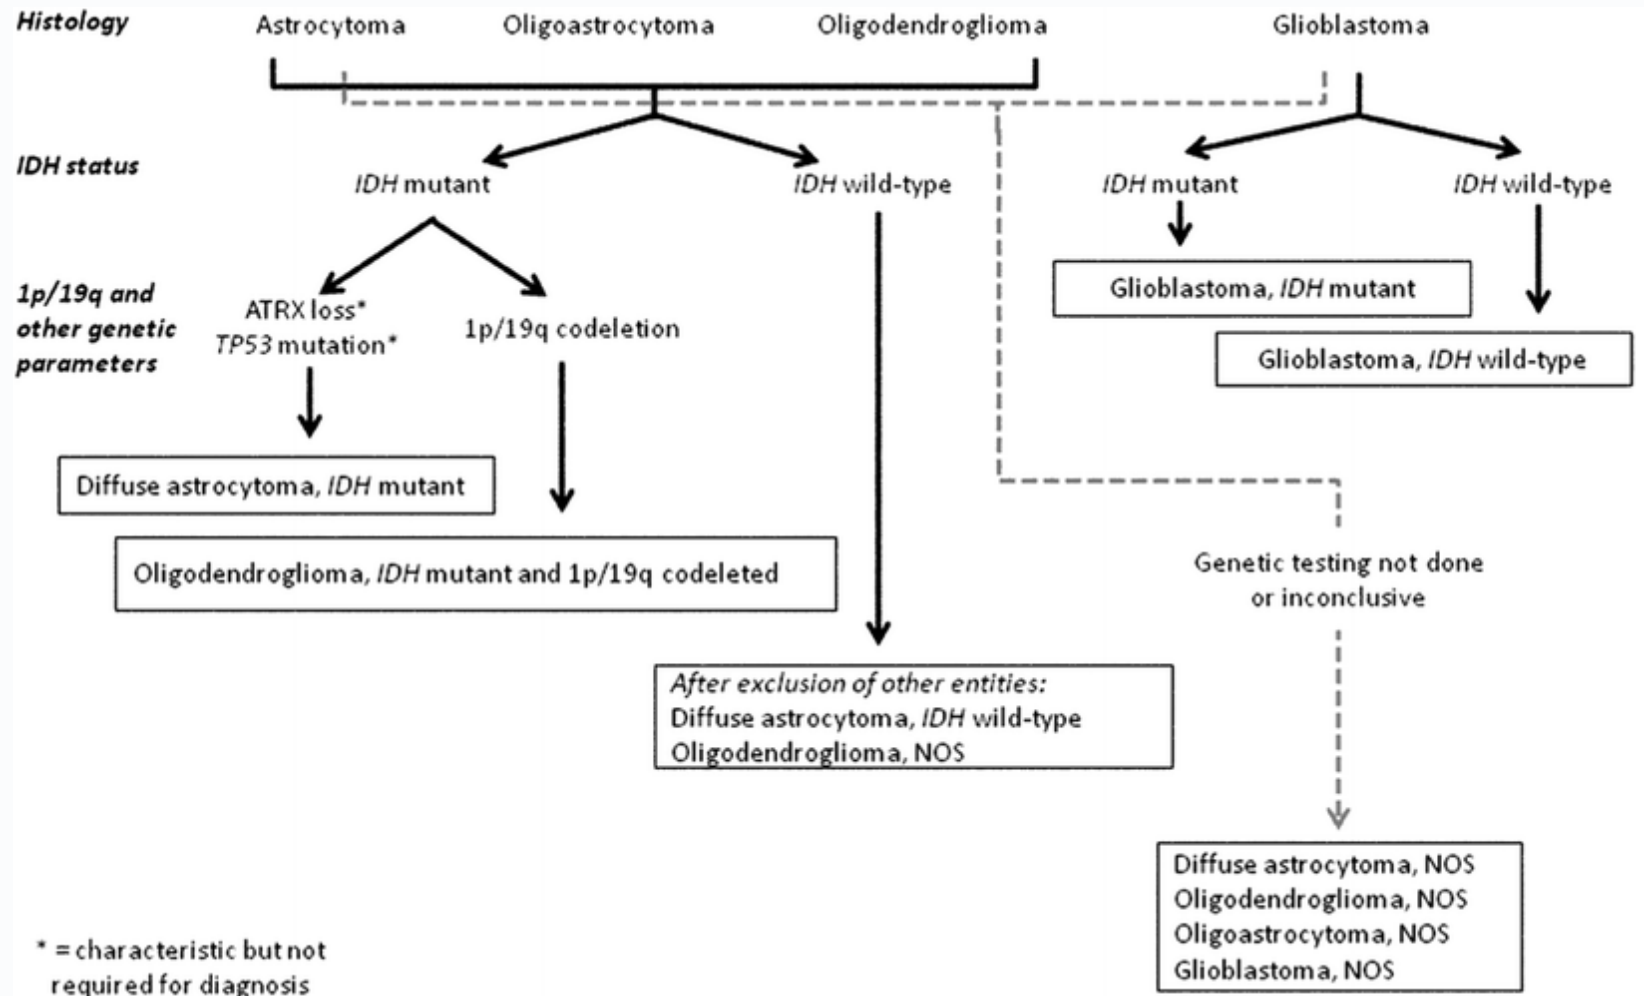 Histology
Astrocytoma
Oligoastrocytoma
Oligodendroglioma
Glioblastoma
IDH status
IDH mutant
IDH wild-type
IDH mutant
IDH wild-type
1p/19q and
other genetic
parameters
ATRX loss*
TP53 mutation*
1p/19q codeletion
Glioblastoma, IDH mutant
Glioblastoma, IDH wild-type
Diffuse astrocytoma, IDH mutant
Oligodendroglioma, IDH mutant and 1p/19q codeleted
Genetic testing not done
or inconclusive
After exclusion of other entities:
Diffuse astrocytoma, IDH wild-type
Oligodendroglioma, NOS
Diffuse astrocytoma, NOS
Oligodendroglioma, NOS
Oligoastrocytoma, NOS
Glioblastoma, NOS
* = characteristic but not
required for diagnosis